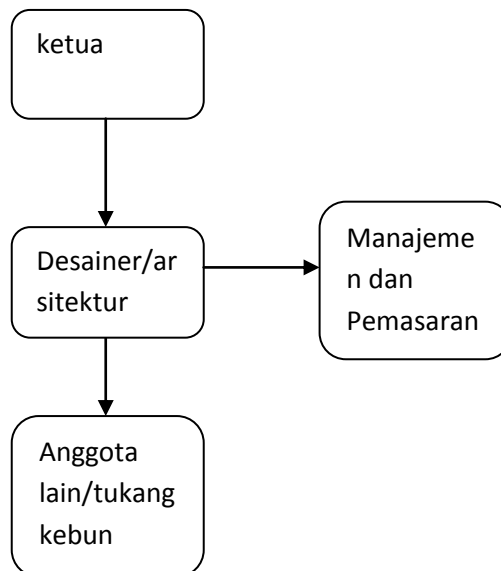 ketua
Desainer/ar
sitektur
Manajeme
n dan
Pemasaran
Anggota
lain/tukang
kebun